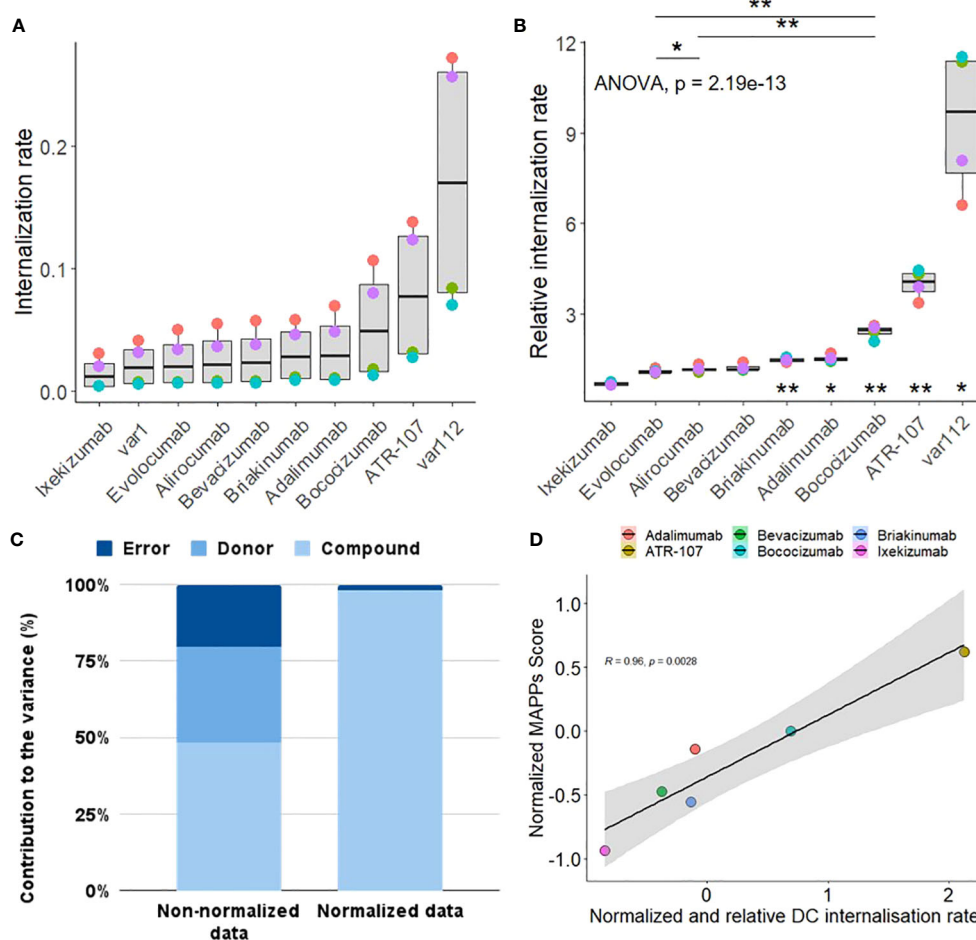 A
Internalization rate
0.2
0.1
0.0
Ixekizumab
var1
Evolocumab
Alirocumab
Bevacizumab
Briakinumab
Adalimumab
Bococizumab
ATR-107
var112
B
**
**
*
ANOVA, p = 2.19e-13
Relative internalization rate
12
9
6
3
** * ** ** *
Ixekizumab
Evolocumab
Alirocumab
Bevacizumab
Briakinumab
Adalimumab
Bococizumab
ATR-107
var112
C
Error Donor Compound
Contribution to the variance (%)
100%
75%
50%
25%
0%
Non-normalized
data
Normalized data
D
Adalimumab Bevacizumab Briakinumab
ATR-107 Bococizumab Ixekizumab
Normalized MAPPs Score
1.0
0.5
0.0
-0.5
-1.0
R = 0.96, p = 0.0028
0 1 2
Normalized and relative DC internalisation rate